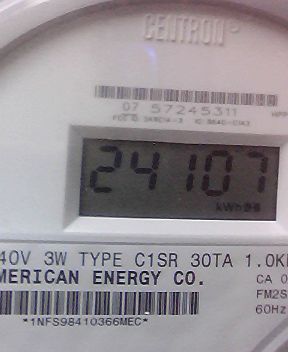 CENTRON
07 57245311
24107
kWh
40V 3W TYPE C1SR 30TA 1.0K
MERICAN ENERGY CO.
CA 0
FM2S
60Hz
*1NFS98410366MEC*